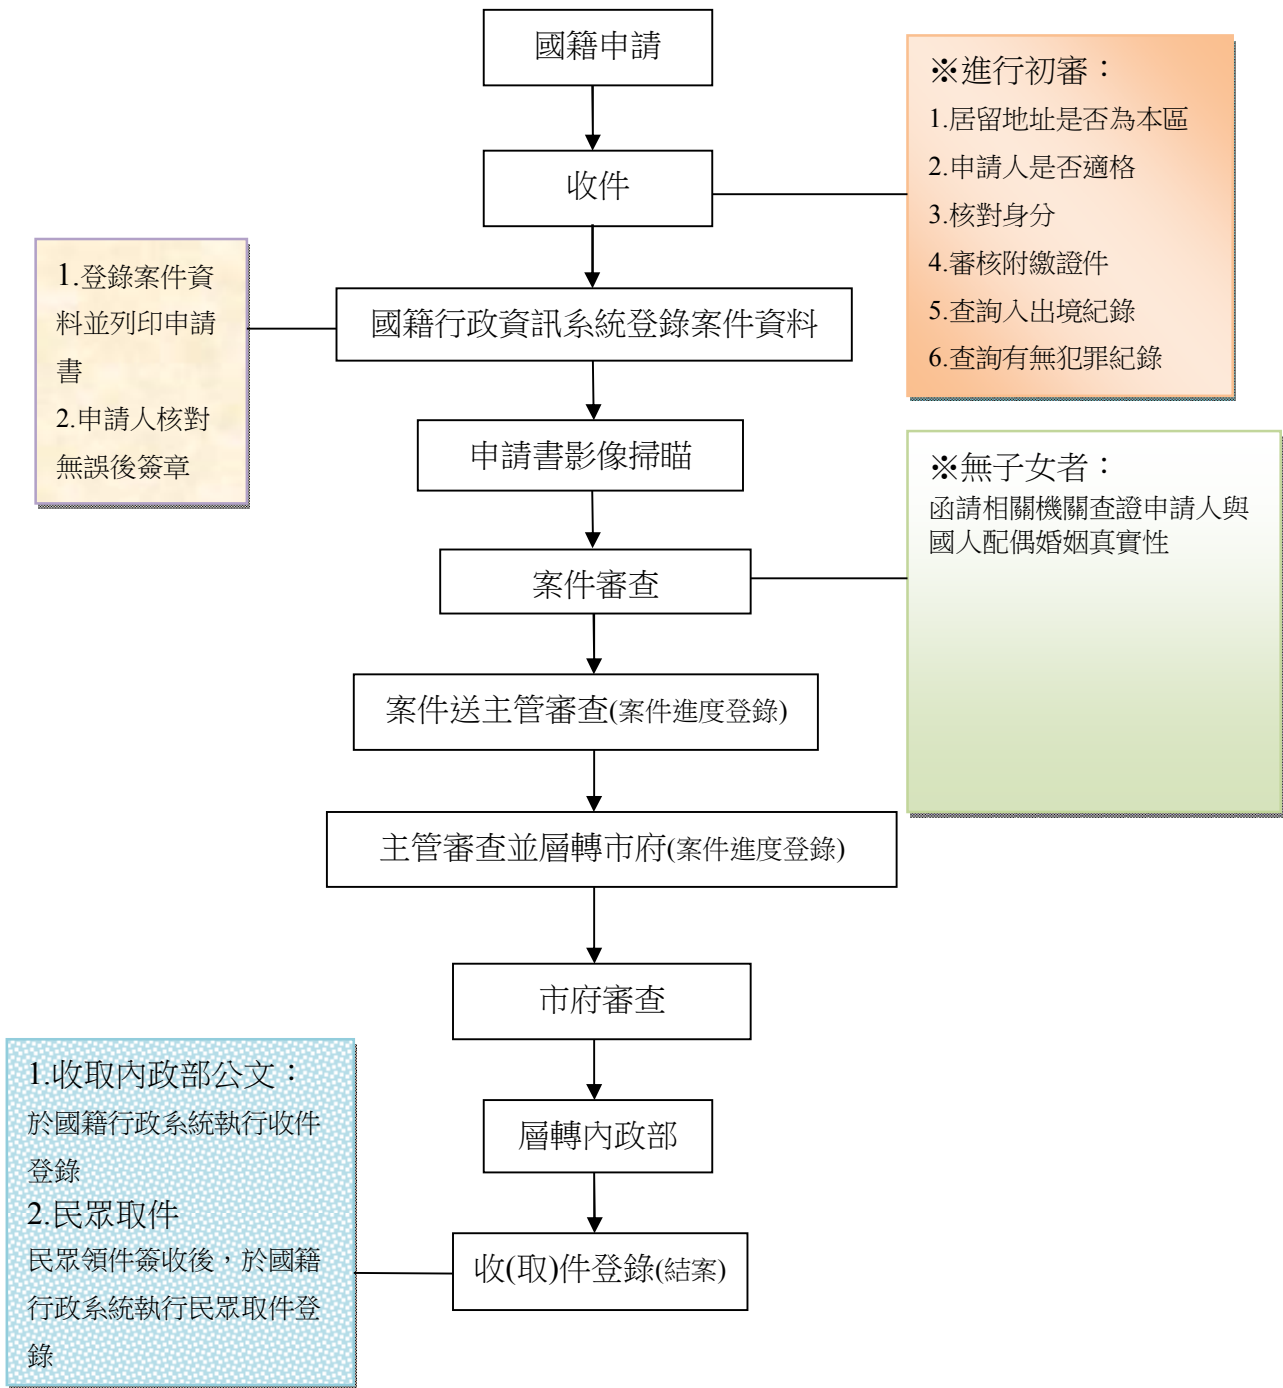 國籍申請
※進行初審：
1.居留地址是否為本區
2.申請人是否適格
3.核對身分
4.審核附繳證件
5.查詢入出境紀錄
6.查詢有無犯罪紀錄
收件
1.登錄案件資
料並列印申請
書
2.申請人核對
無誤後簽章
國籍行政資訊系統登錄案件資料
申請書影像掃瞄
※無子女者：
函請相關機關查證申請人與
國人配偶婚姻真實性
案件審查
案件送主管審查(案件進度登錄)
主管審查並層轉市府(案件進度登錄)
市府審查
層轉內政部
1.收取內政部公文：
於國籍行政系統執行收件
登錄
2.民眾取件
民眾領件簽收後，於國籍
行政系統執行民眾取件登
錄
收(取)件登錄(結案)